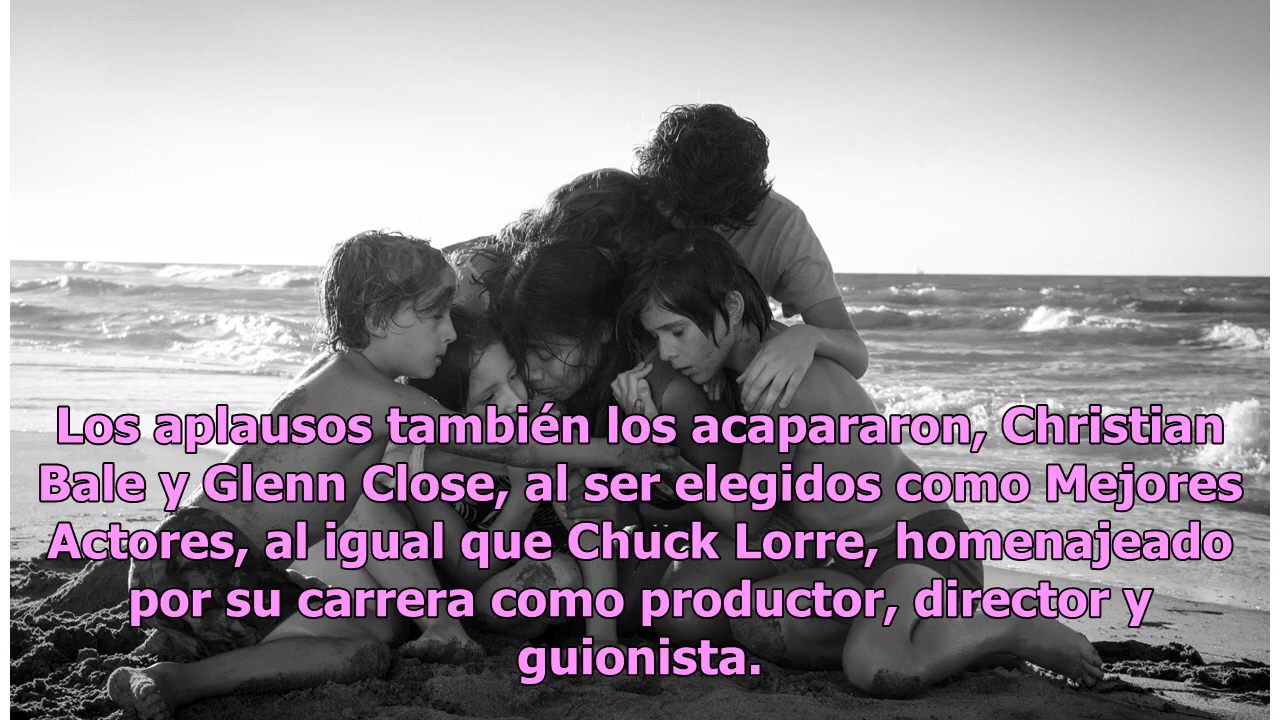 Los aplausos también los acapararon, Christian
Bale y Glenn Close, al ser elegidos como Mejores
Actores, al igual que Chuck Lorre, homenajeado
por su carrera como productor, director y
guionista.